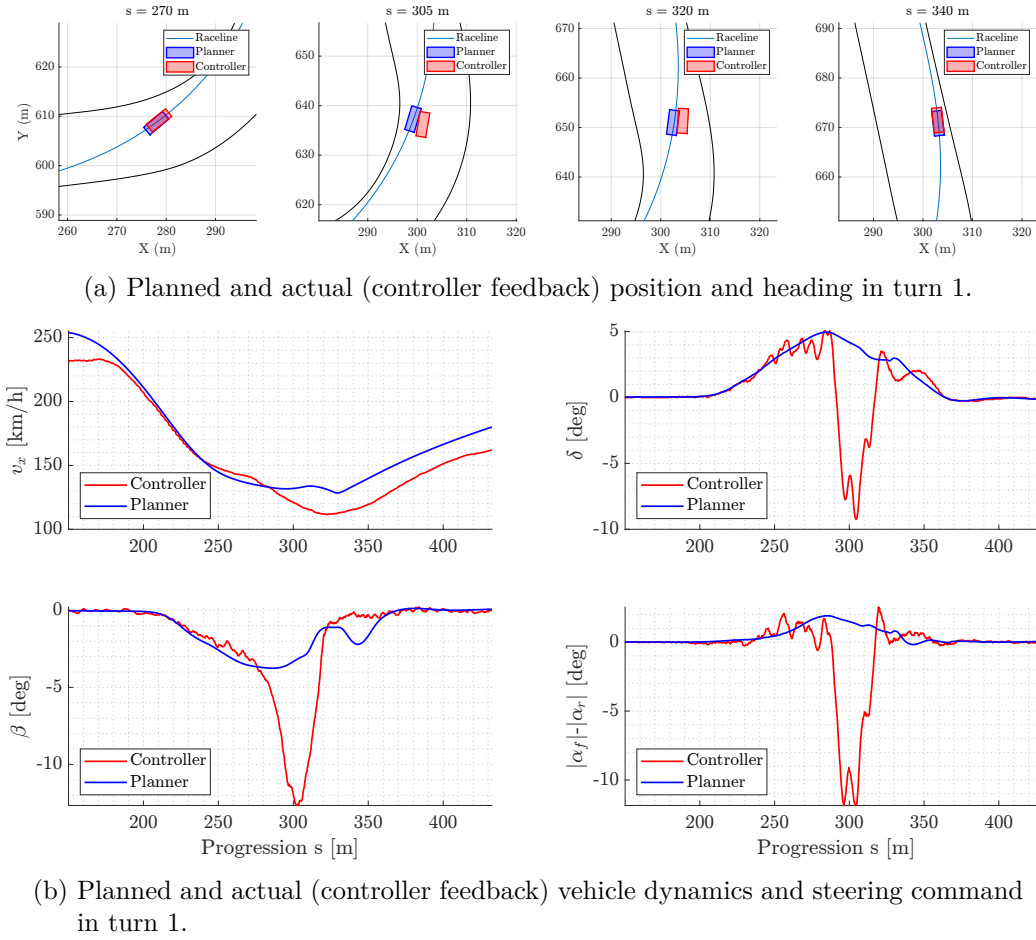 s = 270 m
s = 305 m
s = 320 m
s = 340 m
Raceline
Planner
Controller
Raceline
Planner
Controller
Raceline
Planner
Controller
Raceline
Planner
Controller
Y (m)
620
610
600
590
650
640
630
620
670
660
650
640
690
680
670
660
260 270 280 290
290 300 310 320
290 300 310 320
290 300 310 320
X (m)
X (m)
X (m)
X (m)
(a) Planned and actual (controller feedback) position and heading in turn 1.
v_x [km/h]
250
200
150
100
200 250 300 350 400
Controller
Planner
δ [deg]
5
0
-5
-10
200 250 300 350 400
Controller
Planner
β [deg]
0
-5
-10
200 250 300 350 400
Controller
Planner
Progression s [m]
|α_f|-|α_r| [deg]
0
-5
-10
200 250 300 350 400
Controller
Planner
Progression s [m]
(b) Planned and actual (controller feedback) vehicle dynamics and steering command
in turn 1.